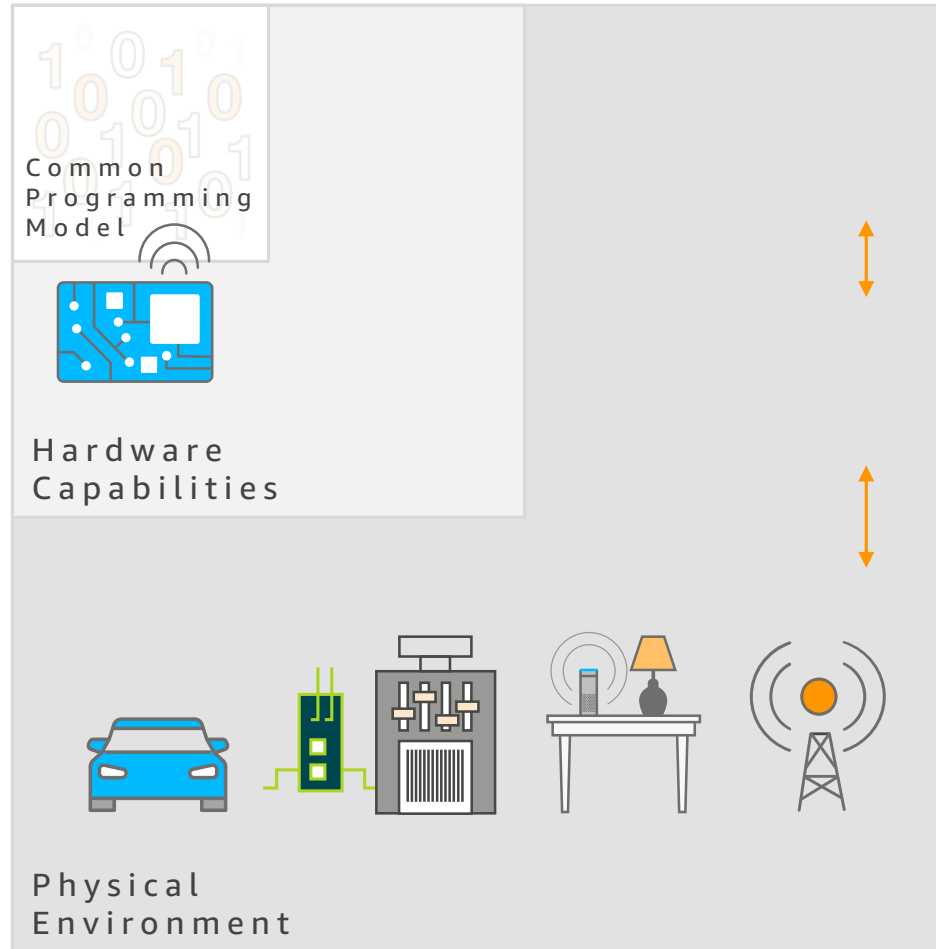 Common
Programming
Model
Hardware
Capabilities
Physical
Environment